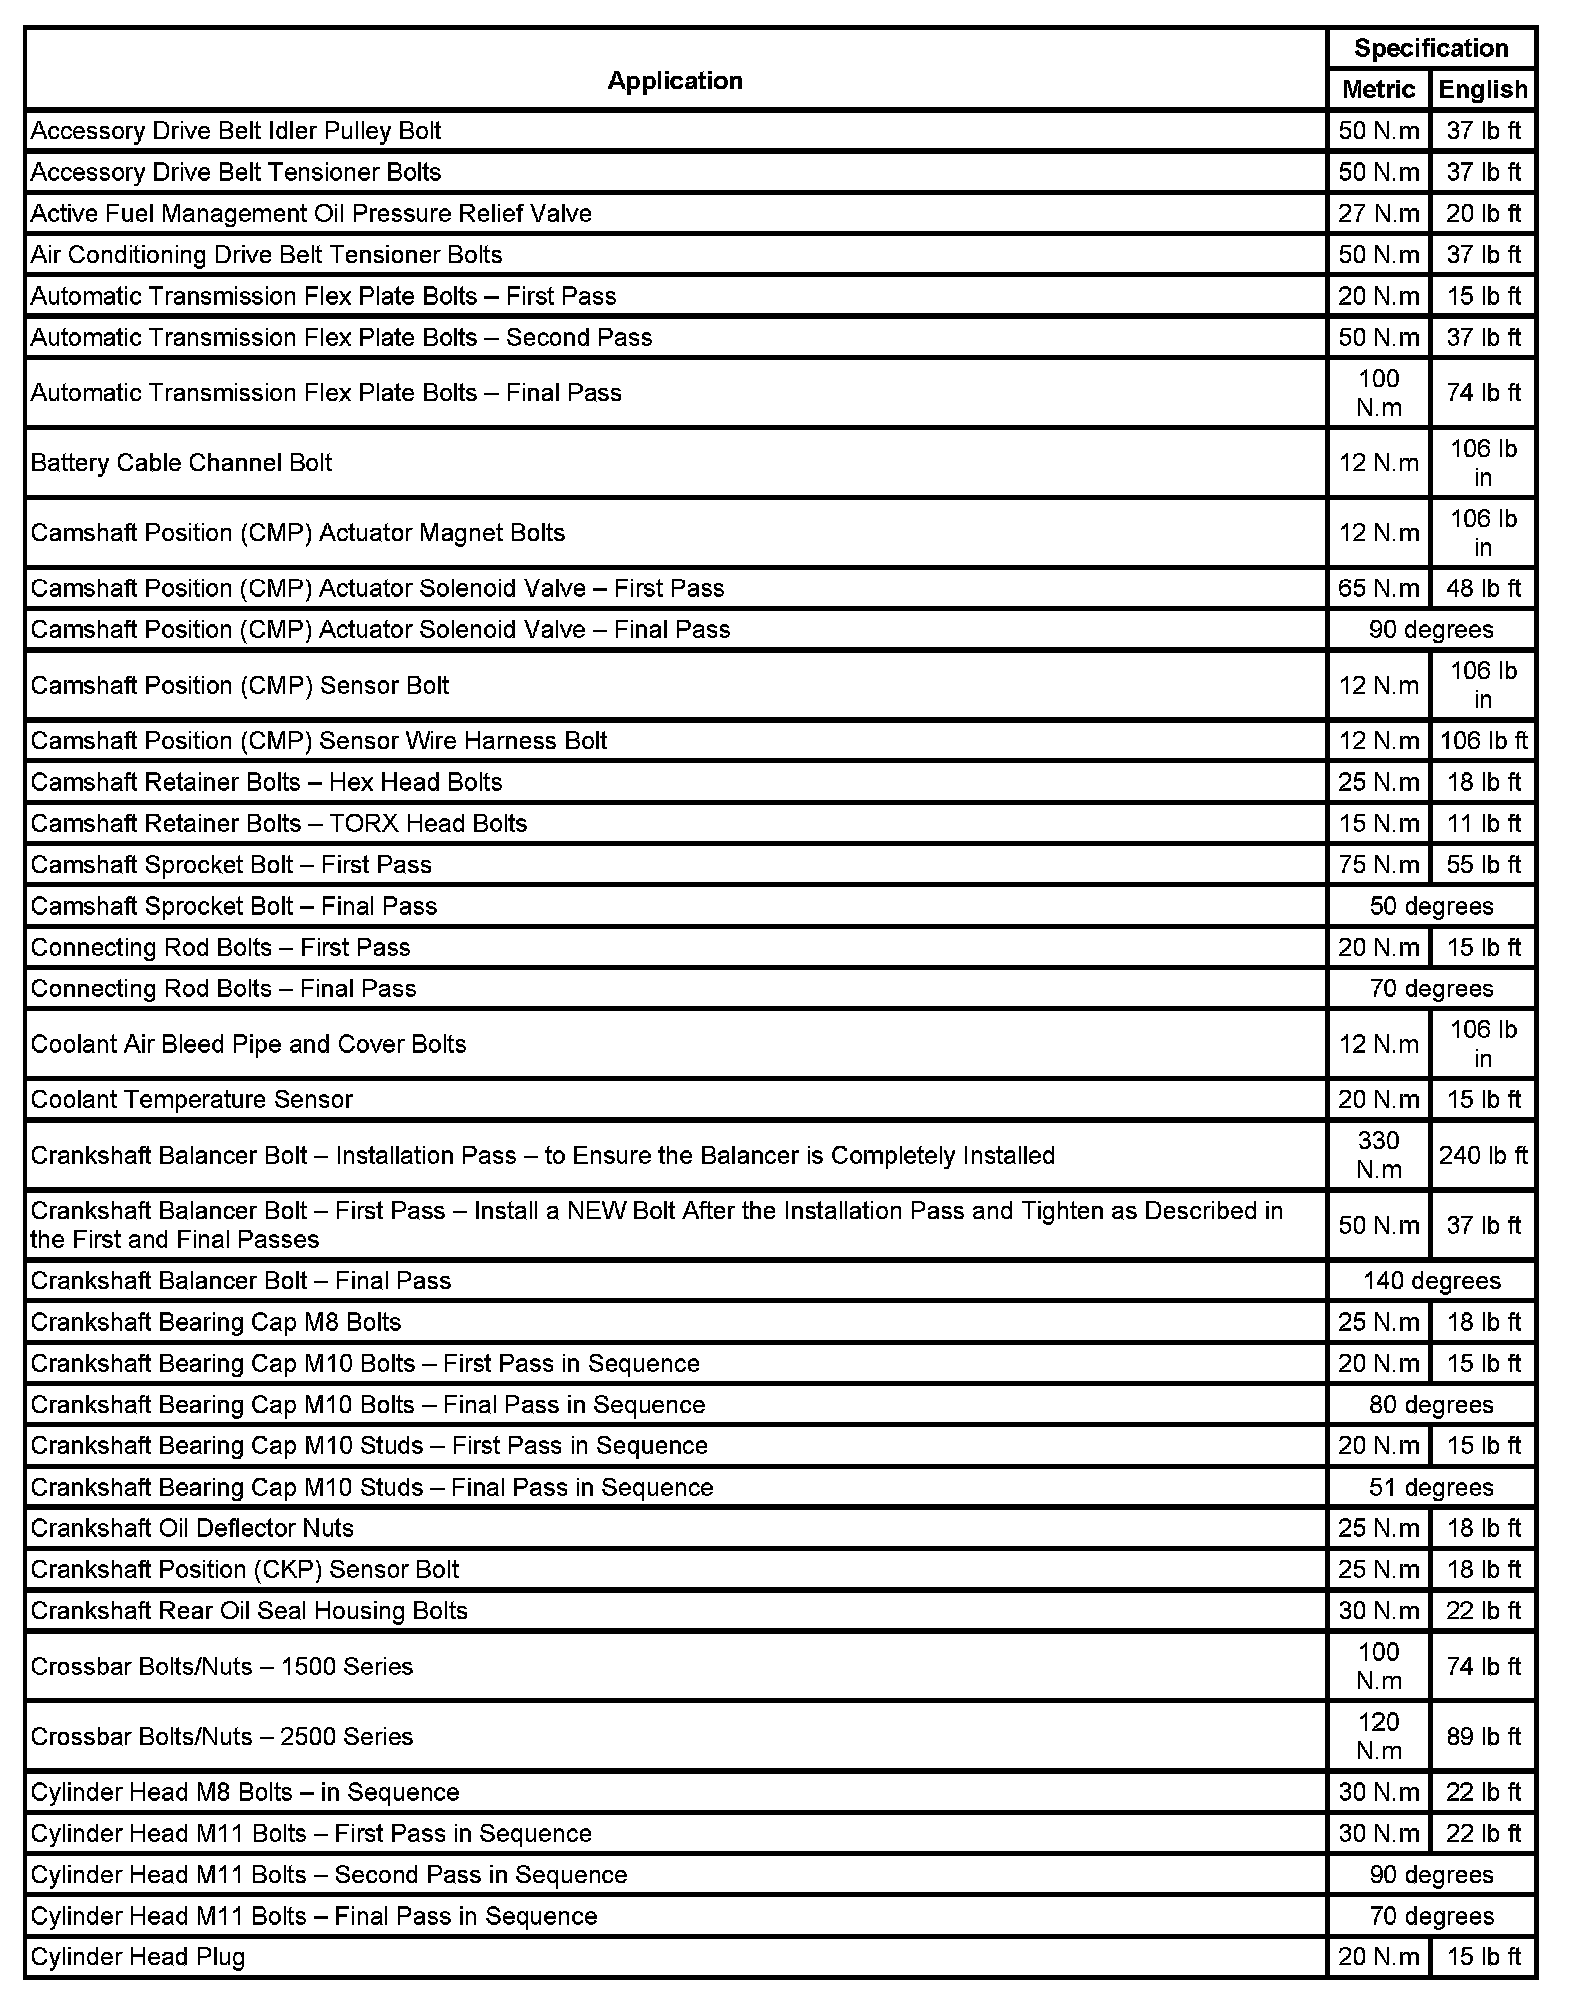 Application
Specification
Metric English
Accessory Drive Belt Idler Pulley Bolt 50 N.m 37 lb ft
Accessory Drive Belt Tensioner Bolts 50 N.m 37 lb ft
Active Fuel Management Oil Pressure Relief Valve 27 N.m 20 lb ft
Air Conditioning Drive Belt Tensioner Bolts 50 N.m 37 lb ft
Automatic Transmission Flex Plate Bolts – First Pass 20 N.m 15 lb ft
Automatic Transmission Flex Plate Bolts – Second Pass 50 N.m 37 lb ft
Automatic Transmission Flex Plate Bolts – Final Pass 100
N.m 74 lb ft
Battery Cable Channel Bolt 12 N.m 106 lb
in
Camshaft Position (CMP) Actuator Magnet Bolts 12 N.m 106 lb
in
Camshaft Position (CMP) Actuator Solenoid Valve – First Pass 65 N.m 48 lb ft
Camshaft Position (CMP) Actuator Solenoid Valve – Final Pass 90 degrees
Camshaft Position (CMP) Sensor Bolt 12 N.m 106 lb
in
Camshaft Position (CMP) Sensor Wire Harness Bolt 12 N.m 106 lb ft
Camshaft Retainer Bolts – Hex Head Bolts 25 N.m 18 lb ft
Camshaft Retainer Bolts – TORX Head Bolts 15 N.m 11 lb ft
Camshaft Sprocket Bolt – First Pass 75 N.m 55 lb ft
Camshaft Sprocket Bolt – Final Pass 50 degrees
Connecting Rod Bolts – First Pass 20 N.m 15 lb ft
Connecting Rod Bolts – Final Pass 70 degrees
Coolant Air Bleed Pipe and Cover Bolts 12 N.m 106 lb
in
Coolant Temperature Sensor 20 N.m 15 lb ft
Crankshaft Balancer Bolt – Installation Pass – to Ensure the Balancer is Completely Installed 330
N.m 240 lb ft
Crankshaft Balancer Bolt – First Pass – Install a NEW Bolt After the Installation Pass and Tighten as Described in
the First and Final Passes 50 N.m 37 lb ft
Crankshaft Balancer Bolt – Final Pass 140 degrees
Crankshaft Bearing Cap M8 Bolts 25 N.m 18 lb ft
Crankshaft Bearing Cap M10 Bolts – First Pass in Sequence 20 N.m 15 lb ft
Crankshaft Bearing Cap M10 Bolts – Final Pass in Sequence 80 degrees
Crankshaft Bearing Cap M10 Studs – First Pass in Sequence 20 N.m 15 lb ft
Crankshaft Bearing Cap M10 Studs – Final Pass in Sequence 51 degrees
Crankshaft Oil Deflector Nuts 25 N.m 18 lb ft
Crankshaft Position (CKP) Sensor Bolt 25 N.m 18 lb ft
Crankshaft Rear Oil Seal Housing Bolts 30 N.m 22 lb ft
Crossbar Bolts/Nuts – 1500 Series 100
N.m 74 lb ft
Crossbar Bolts/Nuts – 2500 Series 120
N.m 89 lb ft
Cylinder Head M8 Bolts – in Sequence 30 N.m 22 lb ft
Cylinder Head M11 Bolts – First Pass in Sequence 30 N.m 22 lb ft
Cylinder Head M11 Bolts – Second Pass in Sequence 90 degrees
Cylinder Head M11 Bolts – Final Pass in Sequence 70 degrees
Cylinder Head Plug 20 N.m 15 lb ft